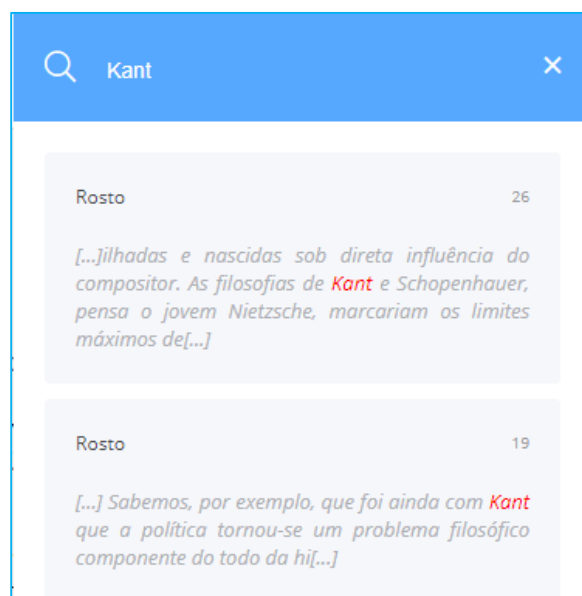 Kant
Rosto 26
[...]ilhadas e nascidas sob direta influência do
compositor. As filosofias de Kant e Schopenhauer,
pensa o jovem Nietzsche, marcariam os limites
máximos de[...]
Rosto 19
[...] Sabemos, por exemplo, que foi ainda com Kant
que a política tornou-se um problema filosófico
componente do todo da hi[...]